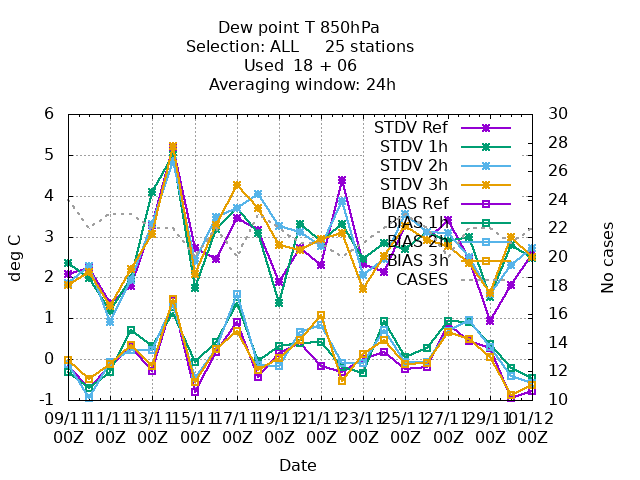 Dew point T 850hPa
Selection: ALL 25 stations
Used 18 + 06
Averaging window: 24h
6
5
4
3
2
1
0
-1
deg C
30
28
26
24
22
20
18
16
14
12
10
No cases
STDV Ref
STDV 1h
STDV 2h
STDV 3h
BIAS Ref
BIAS 1h
BIAS 2h
BIAS 3h
CASES
09/11 11/11 13/11 15/11 17/11 19/11 21/11 23/11 25/11 27/11 29/11 01/12
00Z 00Z 00Z 00Z 00Z 00Z 00Z 00Z 00Z 00Z 00Z 00Z
Date